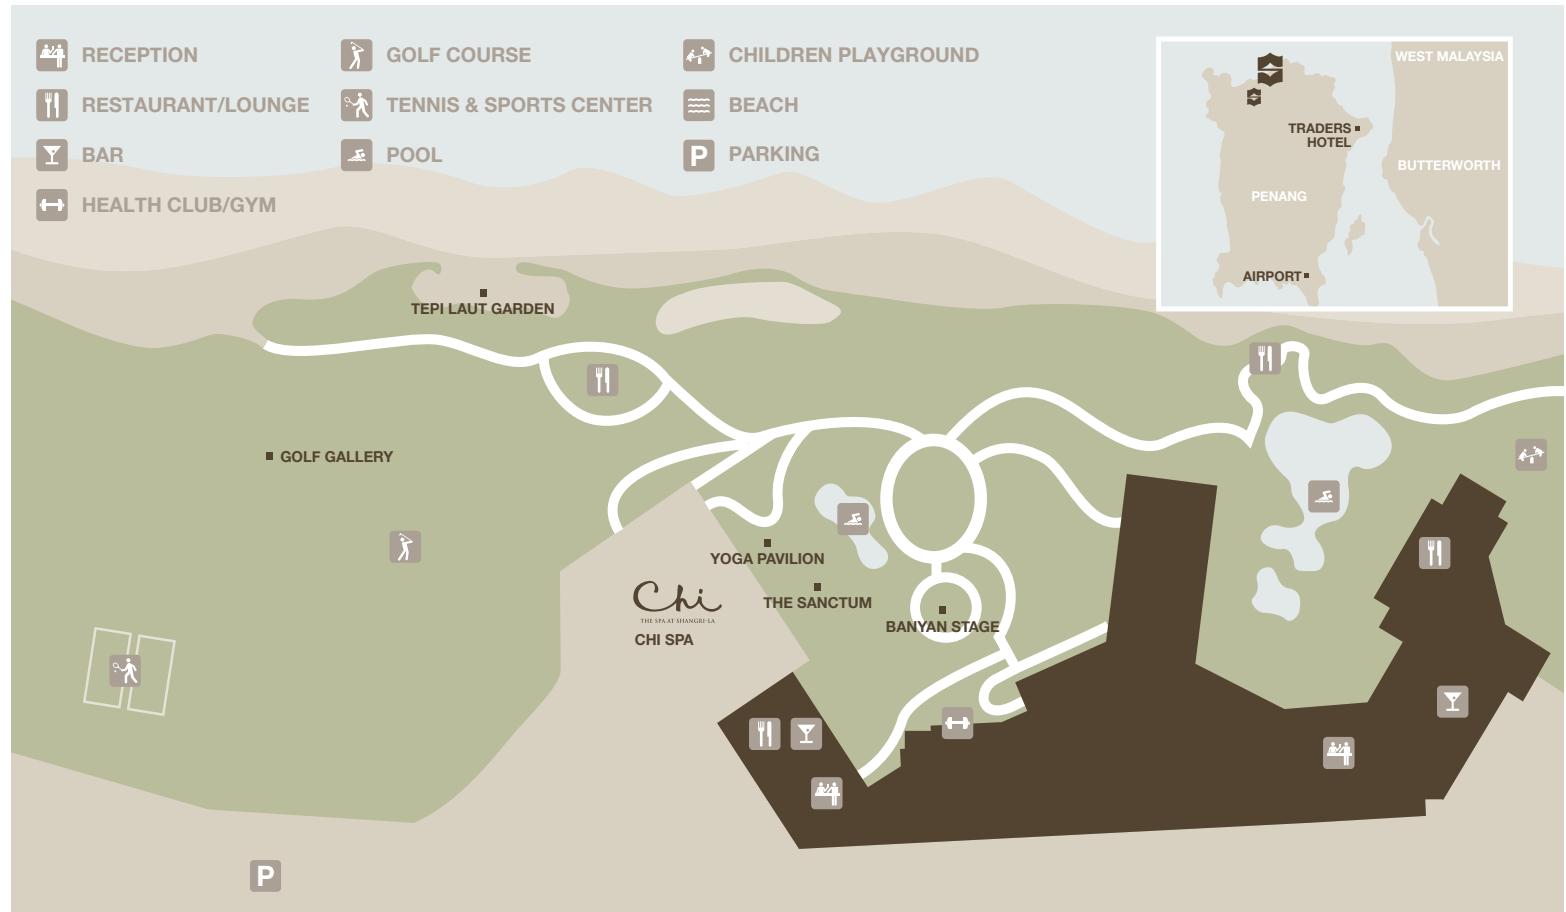 RECEPTION
RESTAURANT/LOUNGE
BAR
HEALTH CLUB/GYM
GOLF COURSE
TENNIS & SPORTS CENTER
POOL
CHILDREN PLAYGROUND
BEACH
P PARKING
WEST MALAYSIA
TRADERS
HOTEL
BUTTERWORTH
PENANG
AIRPORT
TEPI LAUT GARDEN
GOLF GALLERY
YOGA PAVILION
THE SANCTUM
BANYAN STAGE
Chi
THE SPA AT SHANGRI-LA
CHI SPA
P